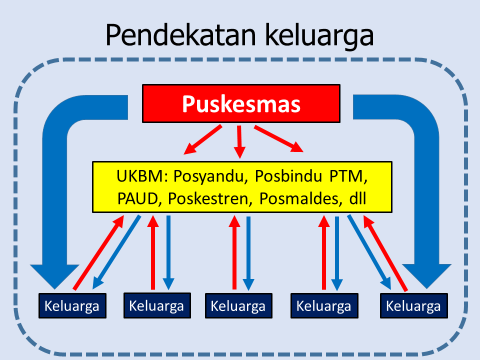 Pendekatan keluarga
Puskesmas
UKBM: Posyandu, Posbindu PTM,
PAUD, Poskestren, Posmaldes, dll
Keluarga
Keluarga
Keluarga
Keluarga
Keluarga